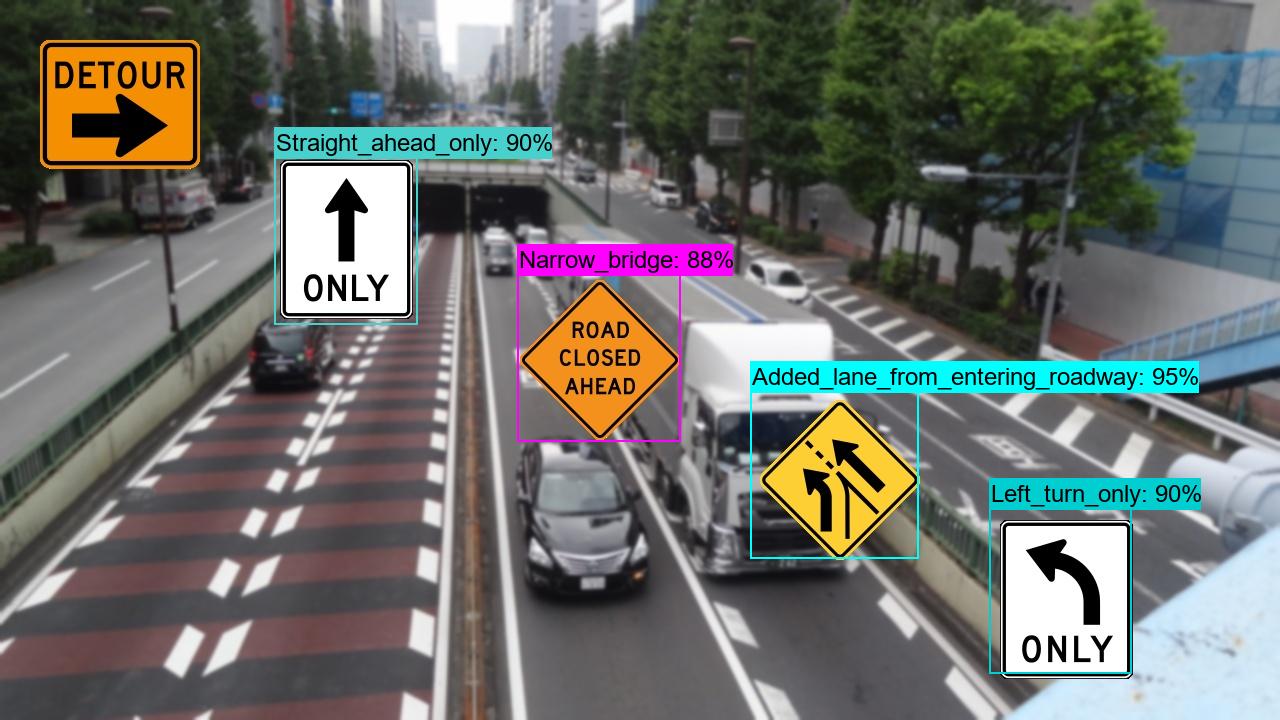 DETOUR
Straight_ahead_only: 90%
ONLY
Narrow_bridge: 88%
ROAD
CLOSED
AHEAD
Added_lane_from_entering_roadway: 95%
Left_turn_only: 90%
ONLY